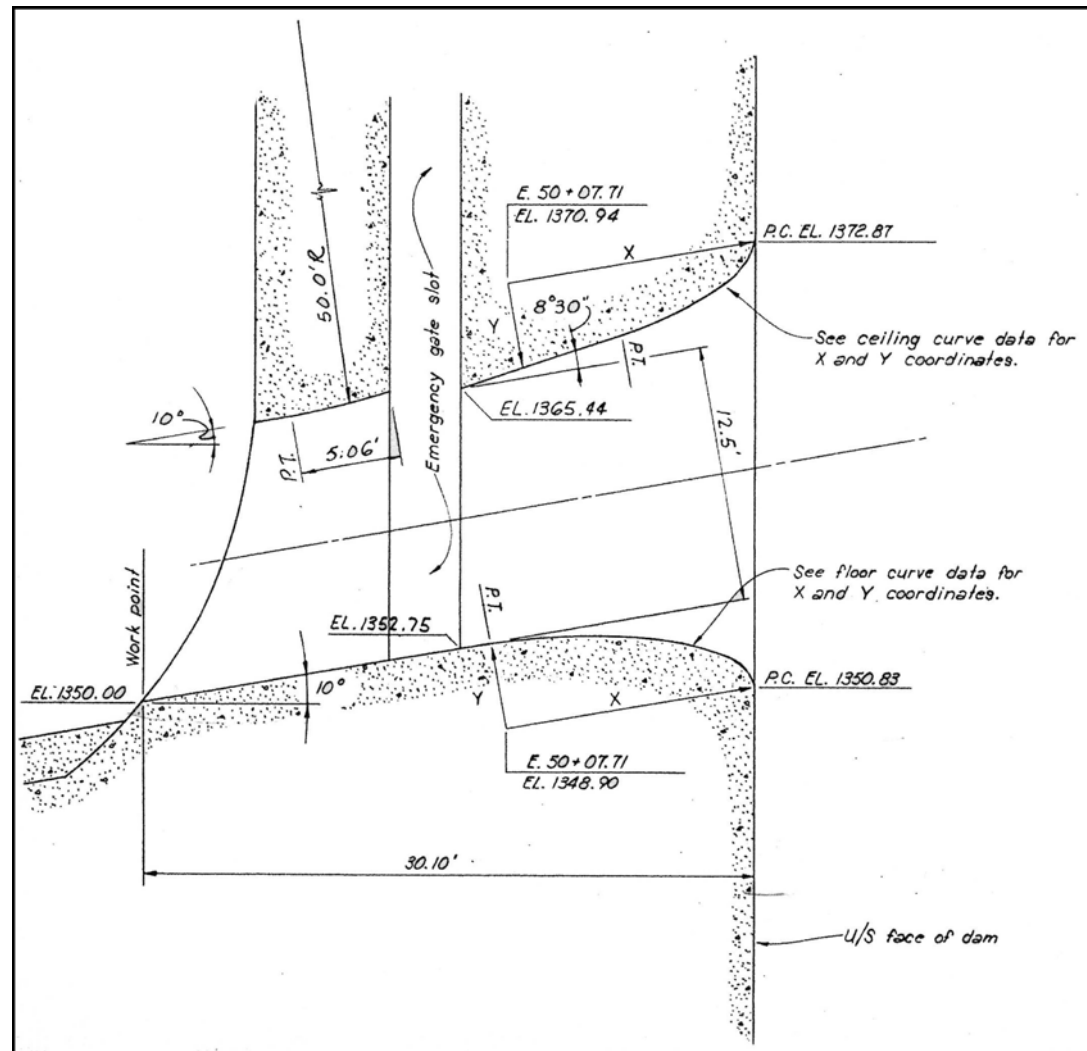 50.0'R
E. 50+07.71
EL. 1370.94
P.C. EL. 1372.87
X
Y
8°30"
P.T.
See ceiling curve data for
X and Y coordinates.
Emergency gate slot
EL. 1365.44
10°
P.T.
5.06'
12.5'
See floor curve data for
X and Y coordinates.
Work point
P.T.
EL. 1352.75
EL. 1350.00
10°
Y
X
P.C. EL. 1350.83
E. 50+07.71
EL. 1348.90
30.10'
U/S face of dam